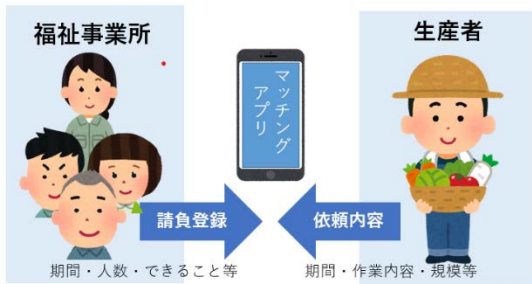 福祉事業所
生産者
マッチング
アプリ
請負登録
依頼内容
期間・人数・できること等
期間・作業内容・規模等